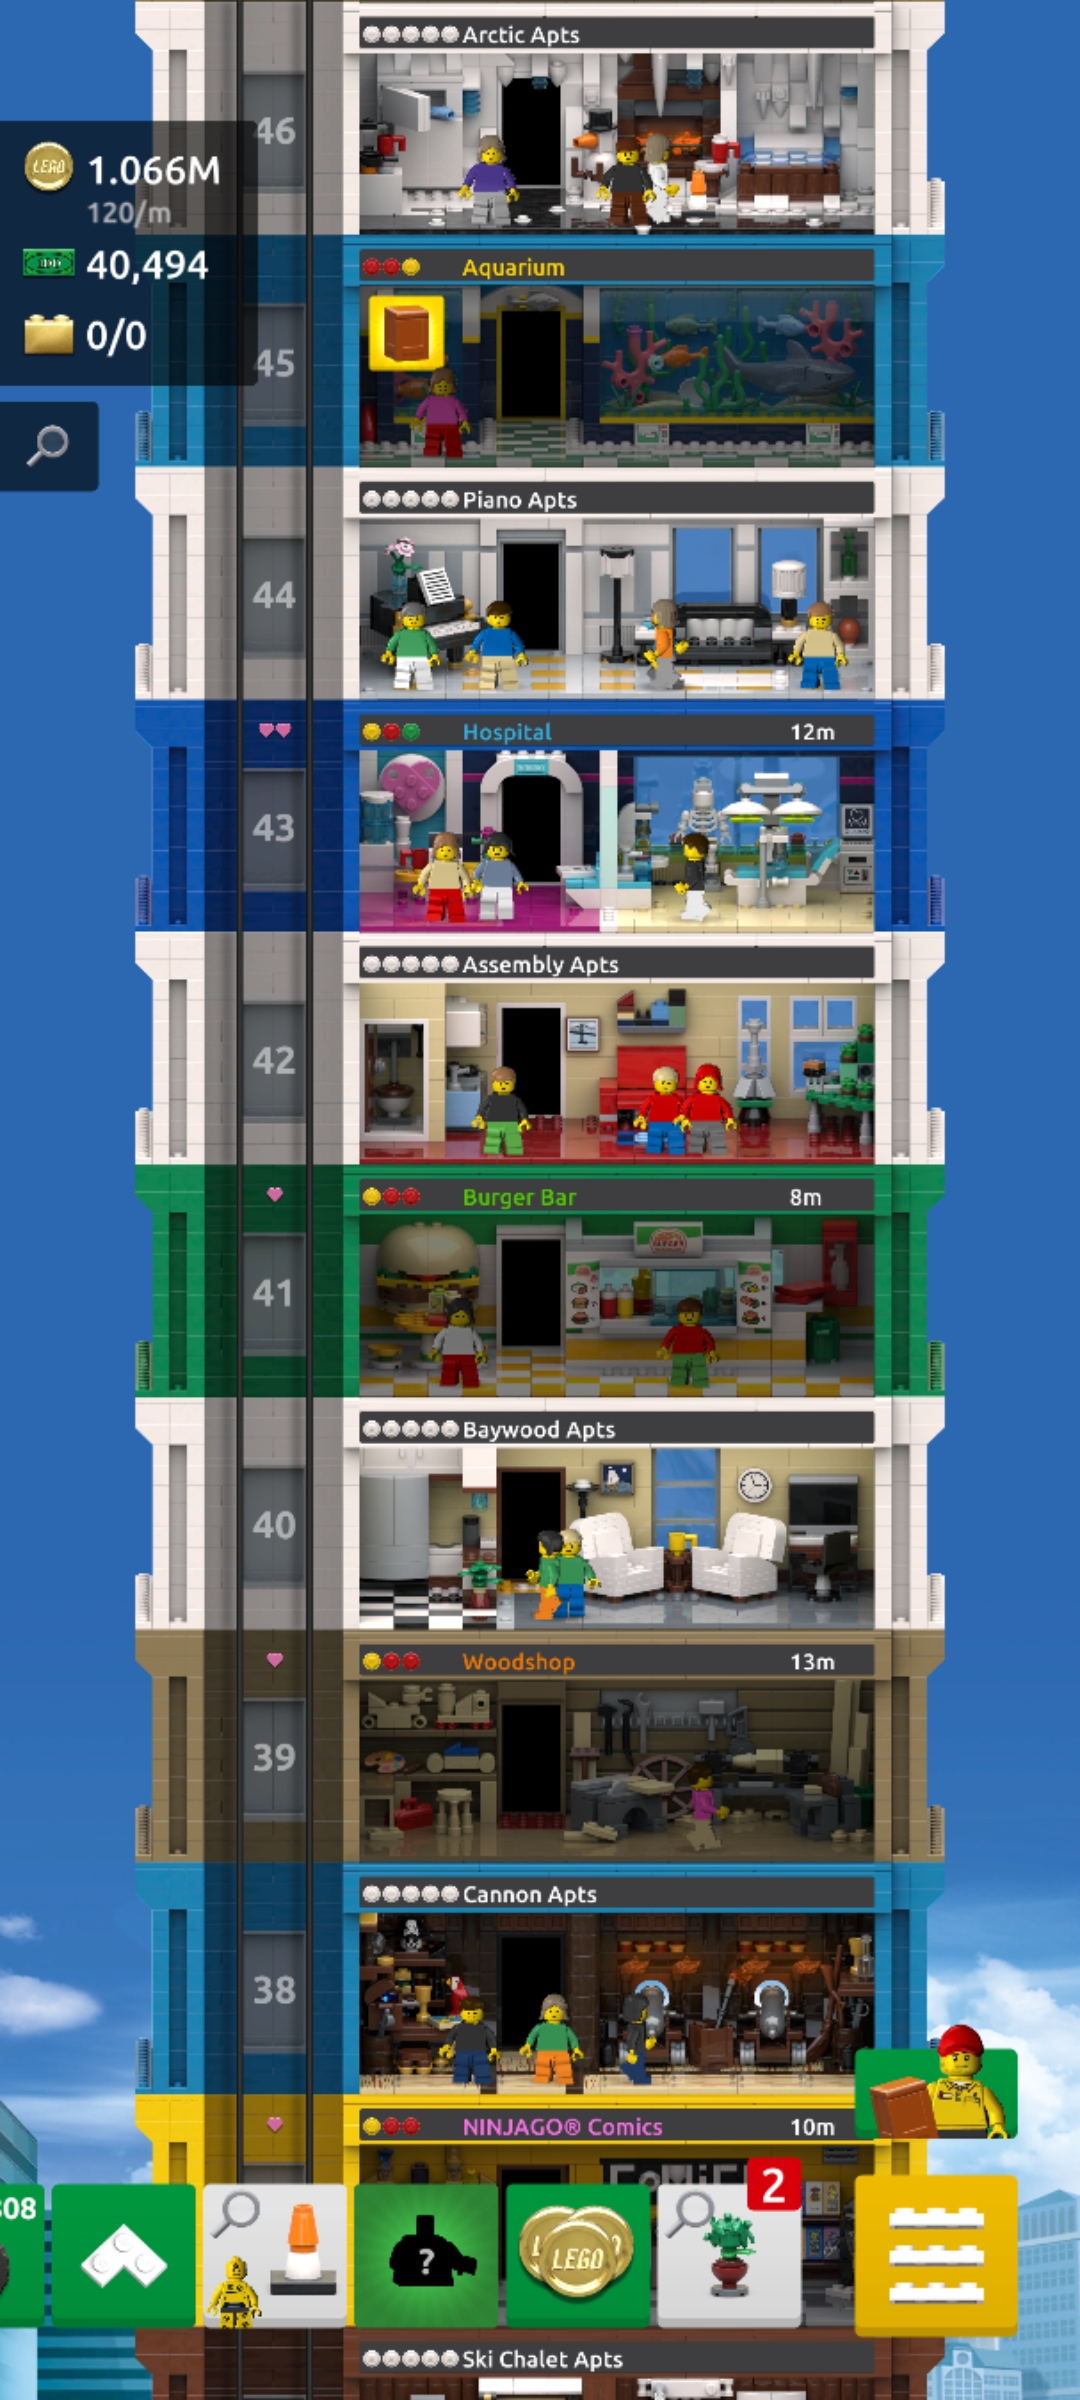 Arctic Apts
46
LEGO 1.066M
120/m
40,494
0/0
Aquarium
45
Piano Apts
44
Hospital 12m
43
Assembly Apts
42
Burger Bar 8m
41
Baywood Apts
40
Woodshop 13m
39
Cannon Apts
38
NINJAGO® Comics 10m
2
308
?
LEGO
Ski Chalet Apts